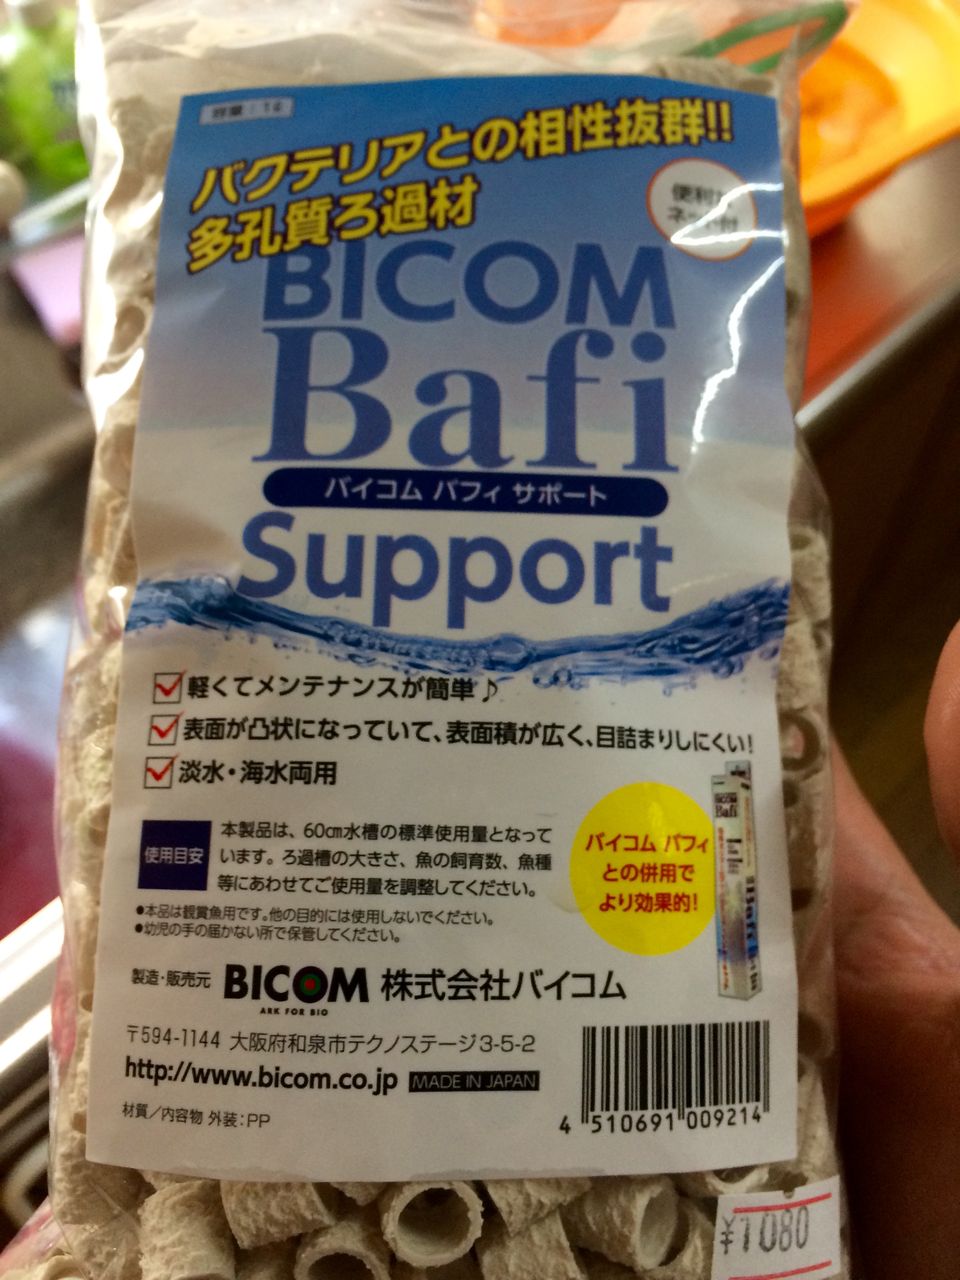 容量：1ℓ
バクテリアとの相性抜群!!
多孔質ろ過材
便利な
ネット付
BICOM
Bafi
バイコム バフィ サポート
Support
軽くてメンテナンスが簡単♪
表面が凸状になっていて、表面積が広く、目詰まりしにくい!
淡水・海水両用
使用目安
本製品は、60㎝水槽の標準使用量となって
います。ろ過槽の大きさ、魚の飼育数、魚種
等にあわせてご使用量を調整してください。
●本品は観賞魚用です。他の目的には使用しないでください。
●幼児の手の届かない所で保管してください。
バイコム バフィ
との併用で
より効果的!
BICOM
Bafi
製造・販売元 BICOM 株式会社バイコム
ARK FOR BIO
〒594-1144 大阪府和泉市テクノステージ3-5-2
http://www.bicom.co.jp MADE IN JAPAN
材質／内容物 外装：PP
4 510691 009214
¥1080